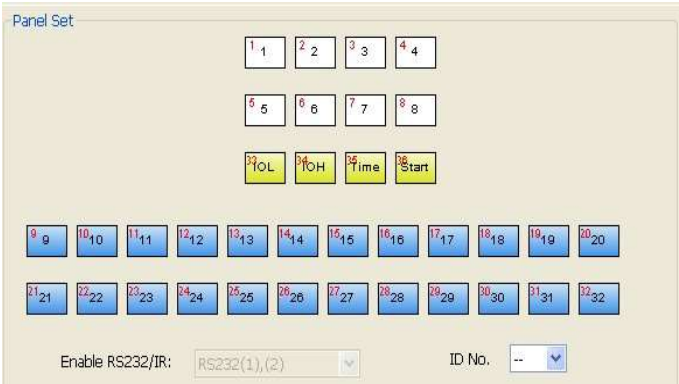 Panel Set
1 1 2 2 3 3 4 4
5 5 6 6 7 7 8 8
33 IOL 34 IOH 35 Time 36 Start
9 9 10 10 11 11 12 12 13 13 14 14 15 15 16 16 17 17 18 18 19 19 20 20
21 21 22 22 23 23 24 24 25 25 26 26 27 27 28 28 29 29 30 30 31 31 32 32
Enable RS232/IR: RS232(1),(2) ID No. --